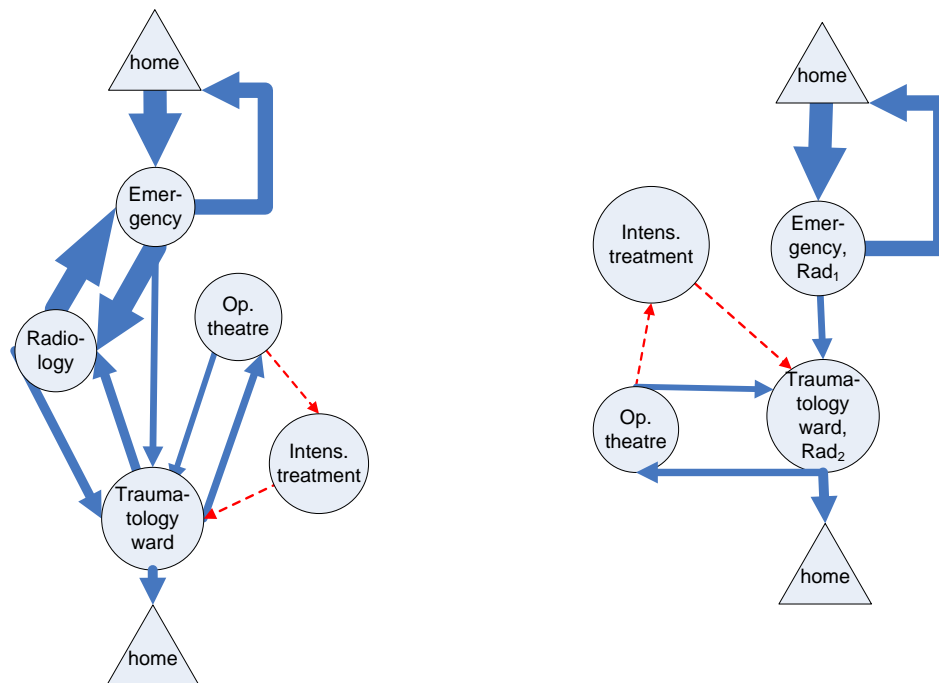 home
Emer-
gency
Radio-
logy
Op.
theatre
Intens.
treatment
Trauma-
tology
ward
home
home
Intens.
treatment
Emer-
gency,
Rad1
Op.
theatre
Trauma-
tology
ward,
Rad2
home